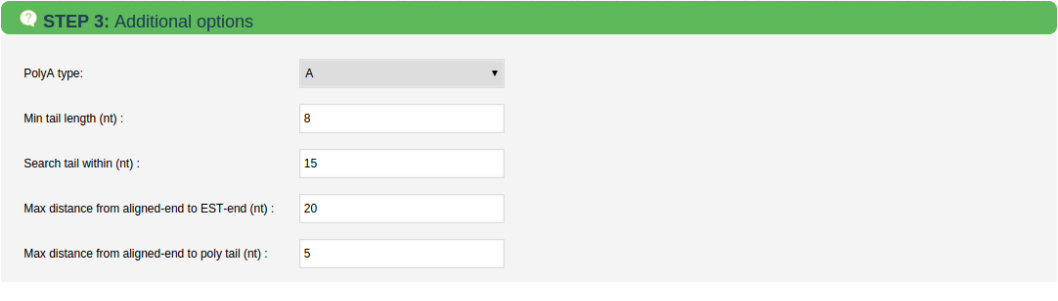 STEP 3: Additional options
PolyA type: A
Min tail length (nt) : 8
Search tail within (nt) : 15
Max distance from aligned-end to EST-end (nt) : 20
Max distance from aligned-end to poly tail (nt) : 5